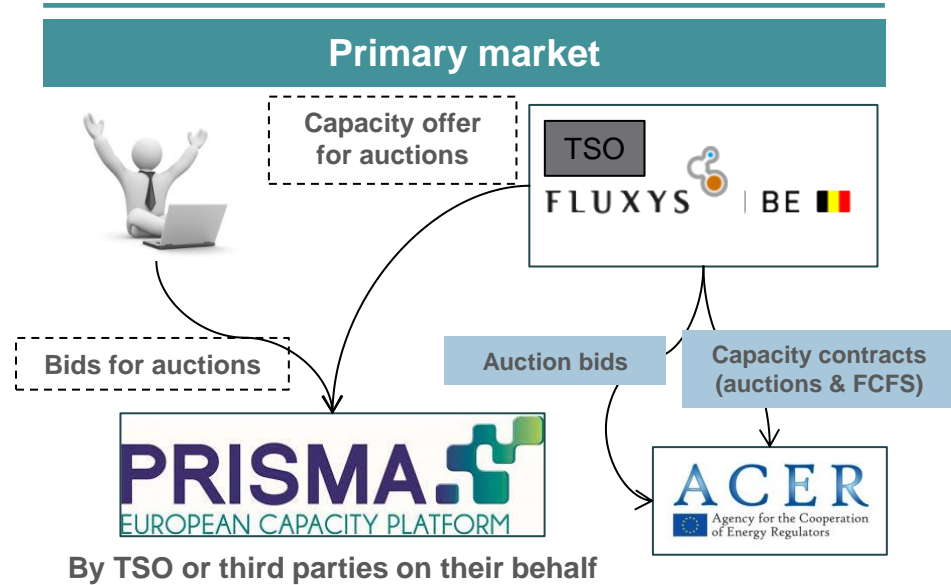 Primary market
Capacity offer
for auctions
TSO
FLUXYS
BE
Bids for auctions
Auction bids
Capacity contracts
(auctions & FCFS)
PRISMA
EUROPEAN CAPACITY PLATFORM
ACER
Agency for the Cooperation
of Energy Regulators
By TSO or third parties on their behalf